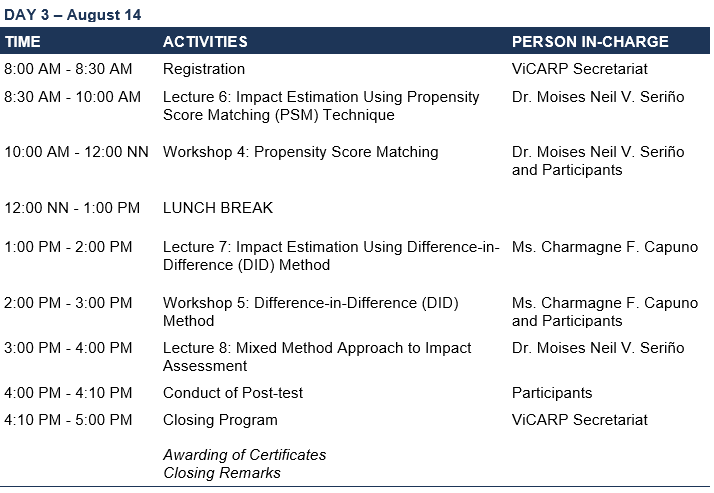 DAY 3 – August 14
TIME ACTIVITIES PERSON IN-CHARGE
8:00 AM - 8:30 AM Registration ViCARP Secretariat
8:30 AM - 10:00 AM Lecture 6: Impact Estimation Using Propensity Dr. Moises Neil V. Seriño
Score Matching (PSM) Technique
10:00 AM - 12:00 NN Workshop 4: Propensity Score Matching Dr. Moises Neil V. Seriño
and Participants
12:00 NN - 1:00 PM LUNCH BREAK
1:00 PM - 2:00 PM Lecture 7: Impact Estimation Using Difference-in- Ms. Charmagne F. Capuno
Difference (DID) Method
2:00 PM - 3:00 PM Workshop 5: Difference-in-Difference (DID) Ms. Charmagne F. Capuno
Method and Participants
3:00 PM - 4:00 PM Lecture 8: Mixed Method Approach to Impact Dr. Moises Neil V. Seriño
Assessment
4:00 PM - 4:10 PM Conduct of Post-test Participants
4:10 PM - 5:00 PM Closing Program ViCARP Secretariat
Awarding of Certificates
Closing Remarks